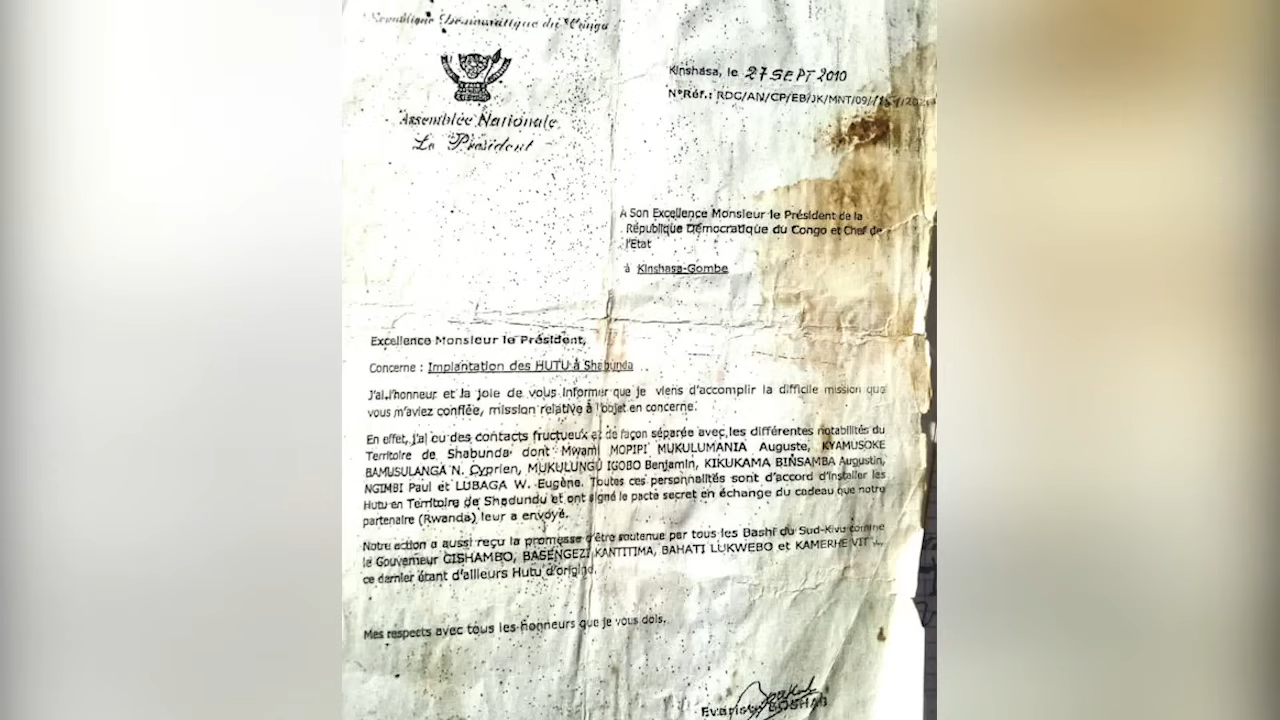 République Démocratique du Congo
Assemblée Nationale
Le Président
Kinshasa, le 27 SEPT 2010
N°Réf.: RDC/AN/CP/EB/JK/MNT/09/
A Son Excellence Monsieur le Président de la
République Démocratique du Congo et Chef de
l'Etat
à Kinshasa-Gombe
Excellence Monsieur le Président,
Concerne : Implantation des HUTU à Shabunda
J'ai l'honneur et la joie de vous informer que je viens d'accomplir la difficile mission que
vous m'aviez confiée, mission relative à l'objet en concerne.
En effet, j'ai eu des contacts fructueux et de façon séparée avec les différentes notabilités du
Territoire de Shabunda dont Mwami MOPIPI MUKULUMANIA Auguste, KYAMUSOKE
BAMUSULANGA N. Cyprien, MUKULUNGU IGOBO Benjamin, KIKUKAMA BINSAMBA Augustin,
NGIMBI Paul et LUBAGA W. Eugène. Toutes ces personnalités sont d'accord d'installer les
Hutu en Territoire de Shadundu et ont signé le pacte secret en échange du cadeau que notre
partenaire (Rwanda) leur a envoyé.
Notre action a aussi reçu la promesse d'être soutenue par tous les Bashi du Sud-Kivu comme
le Gouverneur CISHAMBO, BASENGEZI KANTITIMA, BAHATI LUKWEBO et KAMERHE VIT
ce dernier étant d'ailleurs Hutu d'origine.
Mes respects avec tous les honneurs que je vous dois.
Evariste BOSHAB